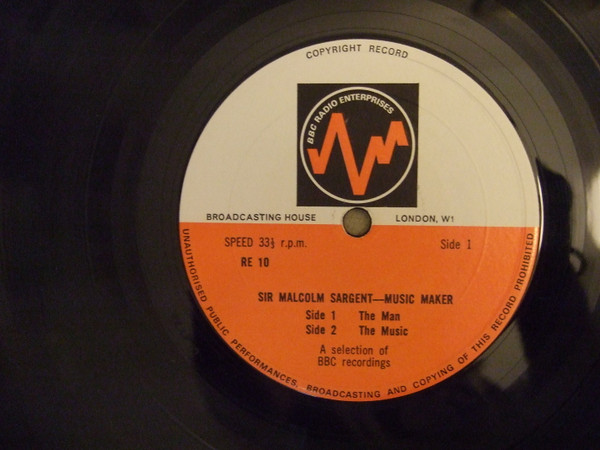 COPYRIGHT RECORD
BBC RADIO ENTERPRISES
BROADCASTING HOUSE LONDON, W1
SPEED 33⅓ r.p.m. Side 1
RE 10
SIR MALCOLM SARGENT—MUSIC MAKER
Side 1 The Man
Side 2 The Music
A selection of
BBC recordings
UNAUTHORISED PUBLIC PERFORMANCES, BROADCASTING AND COPYING OF THIS RECORD PROHIBITED